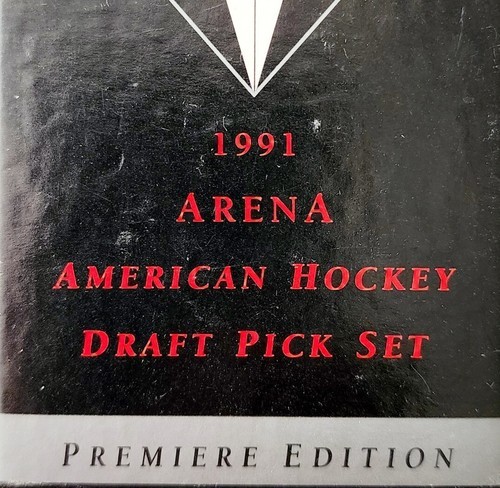 1991
ARENA
AMERICAN HOCKEY
DRAFT PICK SET
PREMIERE EDITION